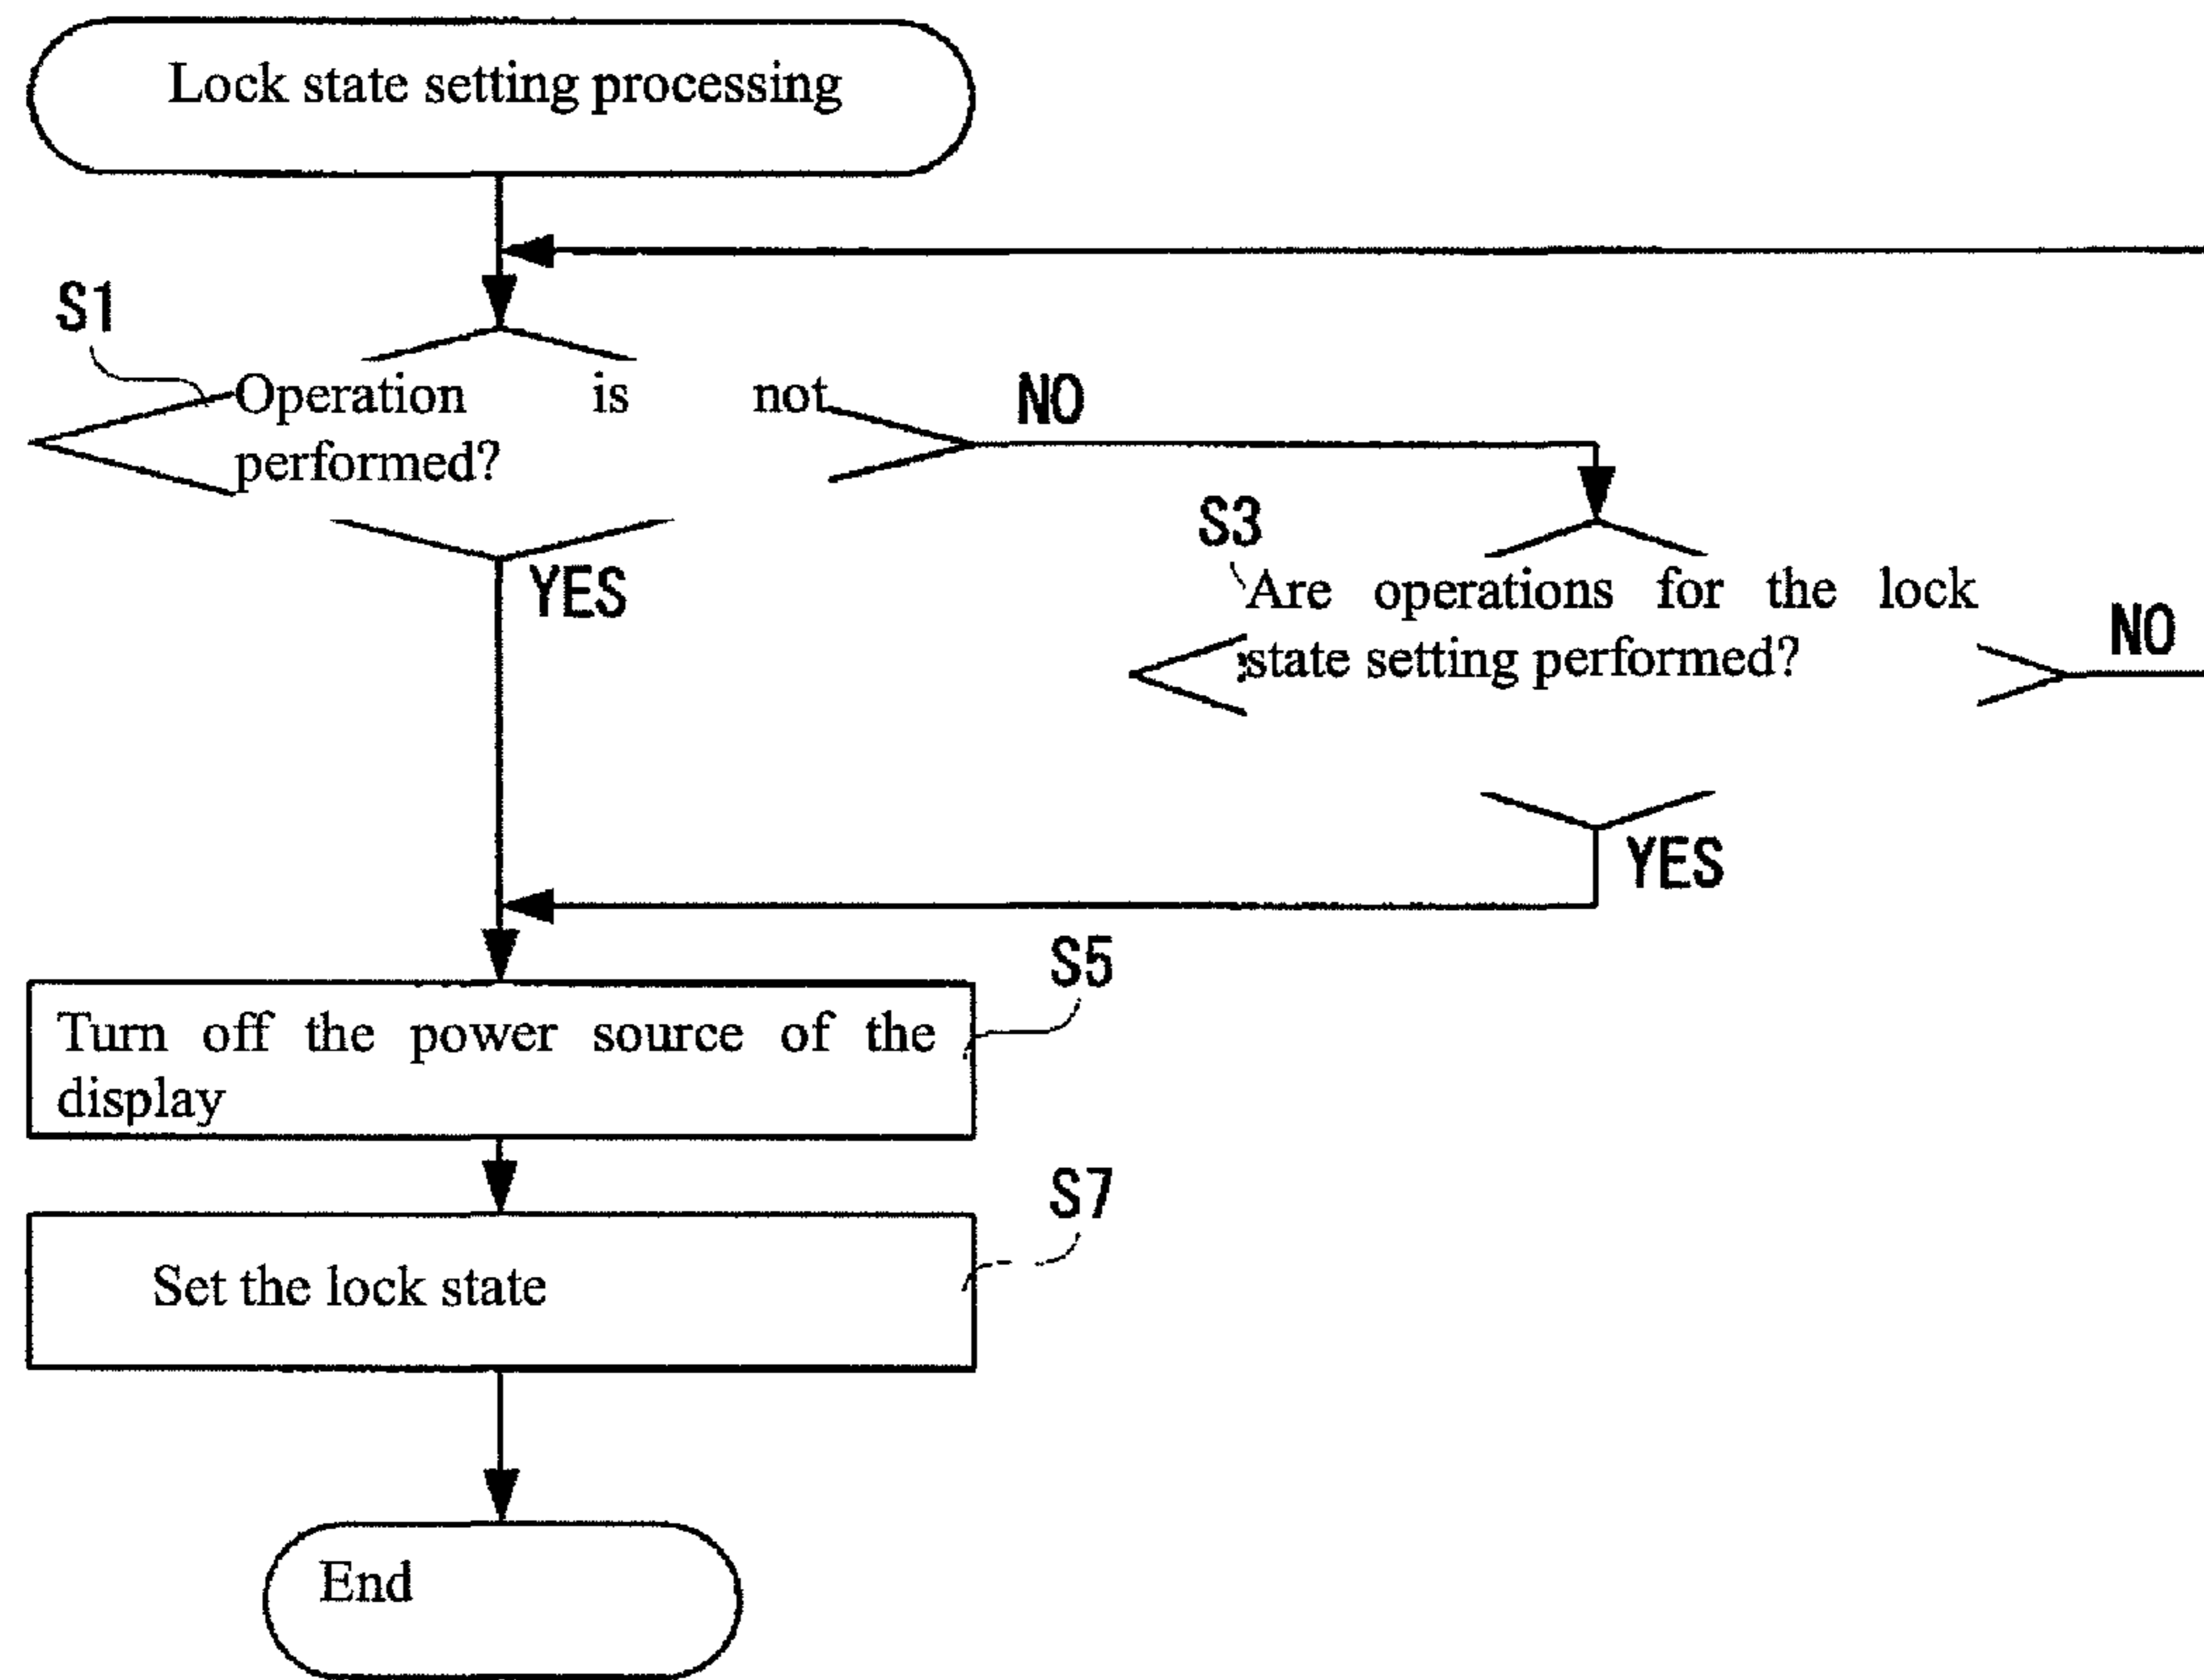 Lock state setting processing
S1
Operation is not
performed?
NO
YES
S3
Are operations for the lock
state setting performed?
NO
YES
S5
Turn off the power source of the
display
S7
Set the lock state
End